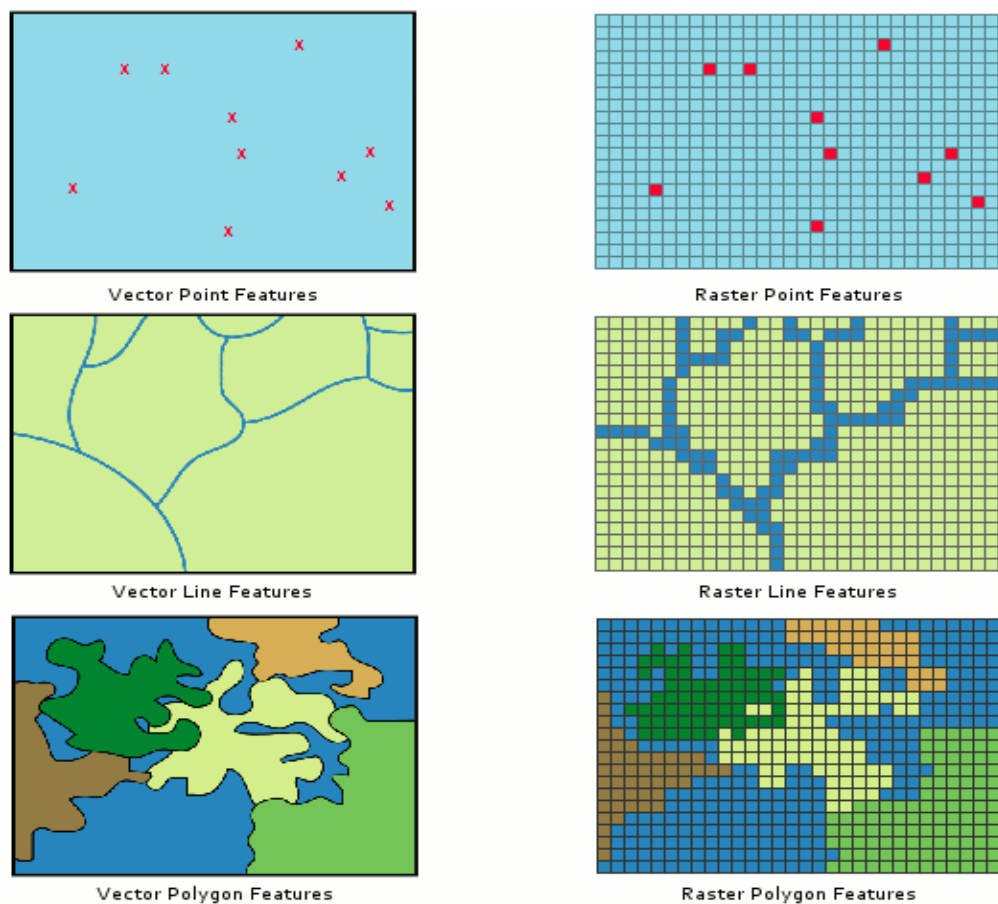 Vector Point Features
Raster Point Features
Vector Line Features
Raster Line Features
Vector Polygon Features
Raster Polygon Features